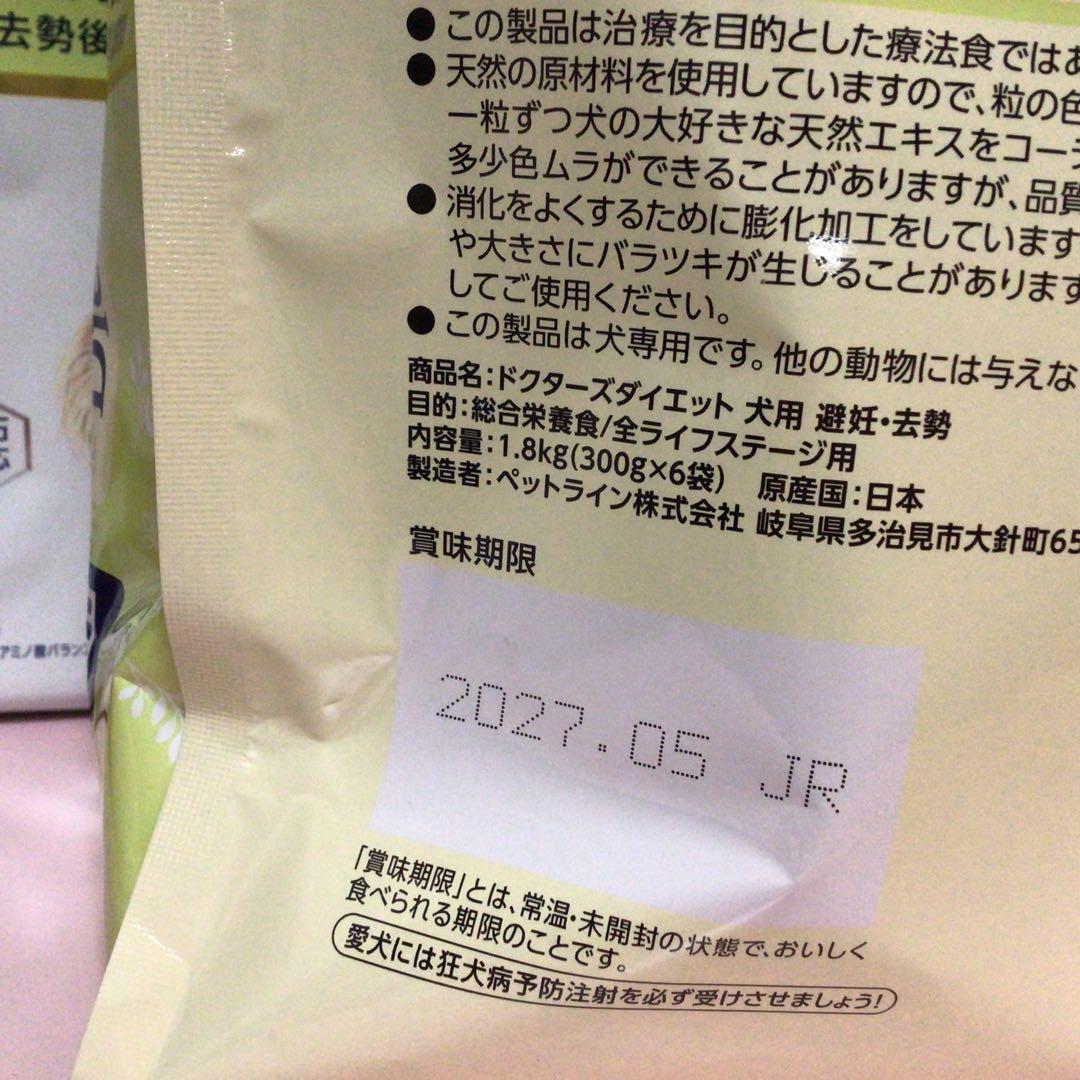 去勢後
アミノ酸バラン
● この製品は治療を目的とした療法食ではあ
● 天然の原材料を使用していますので、粒の色
一粒ずつ犬の大好きな天然エキスをコーテ
多少色ムラができることがありますが、品質
● 消化をよくするために膨化加工をしています
や大きさにバラツキが生じることがあります
してご使用ください。
● この製品は犬専用です。他の動物には与えな
商品名：ドクターズダイエット 犬用 避妊・去勢
目的：総合栄養食/全ライフステージ用
内容量：1.8kg(300g×6袋) 原産国：日本
製造者：ペットライン株式会社 岐阜県多治見市大針町65
賞味期限
2027.05 JR
「賞味期限」とは、常温・未開封の状態で、おいしく
食べられる期限のことです。
愛犬には狂犬病予防注射を必ず受けさせましょう！